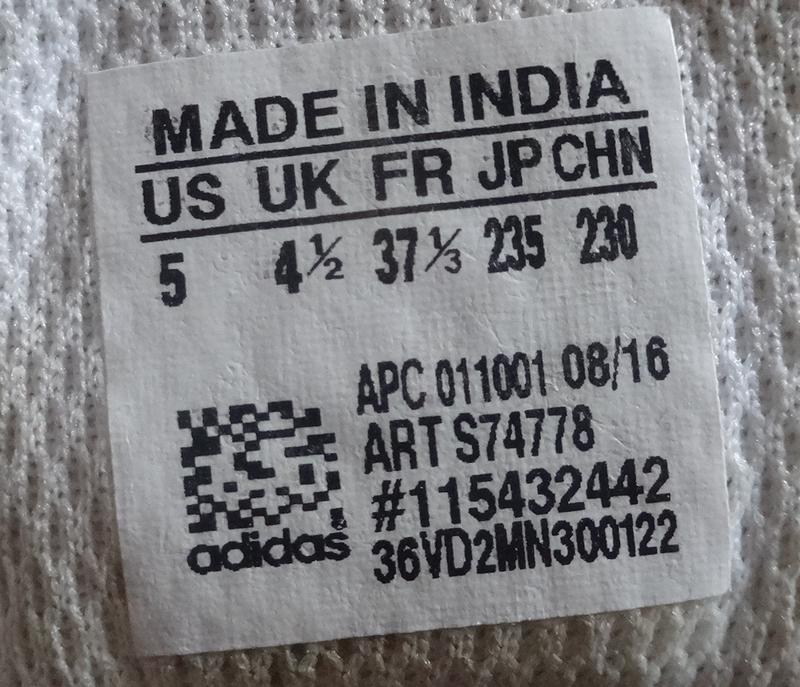 MADE IN INDIA
US UK FR JP CHN
5 4½ 37⅓ 235 230
APC 011001 08/16
ART S74778
#115432442
36VD2MN300122
adidas